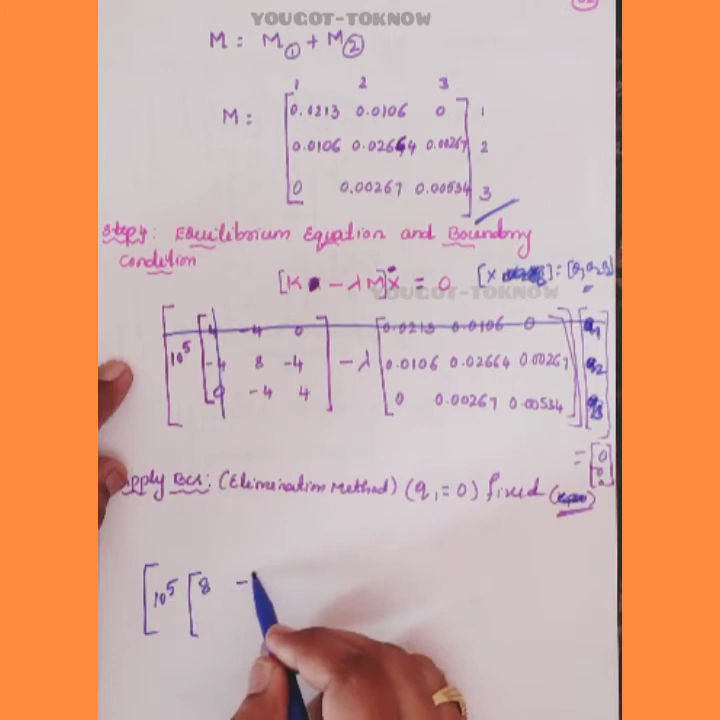 YOUGOT-TOKNOW
M = M① + M②
1 2 3
M: [0.0213 0.0106 0] 1
[0.0106 0.02664 0.00267] 2
[0 0.00267 0.00534] 3
Step 4: Equilibrium Equation and Boundary
Condition
[K - λM]X = 0 [X ]: [q1 q2 q3]
YOUGOT-TOKNOW
[10⁵ [4 -4 0] - λ [0.0213 0.0106 0] [q1]
[-4 8 -4] [0.0106 0.02664 0.00267] [q2]
[0 -4 4] [0 0.00267 0.00534]] [q3]
= [0 0 0]
Apply BCs: (Elimination Method) (q1 = 0) fixed
[10⁵ [8 -